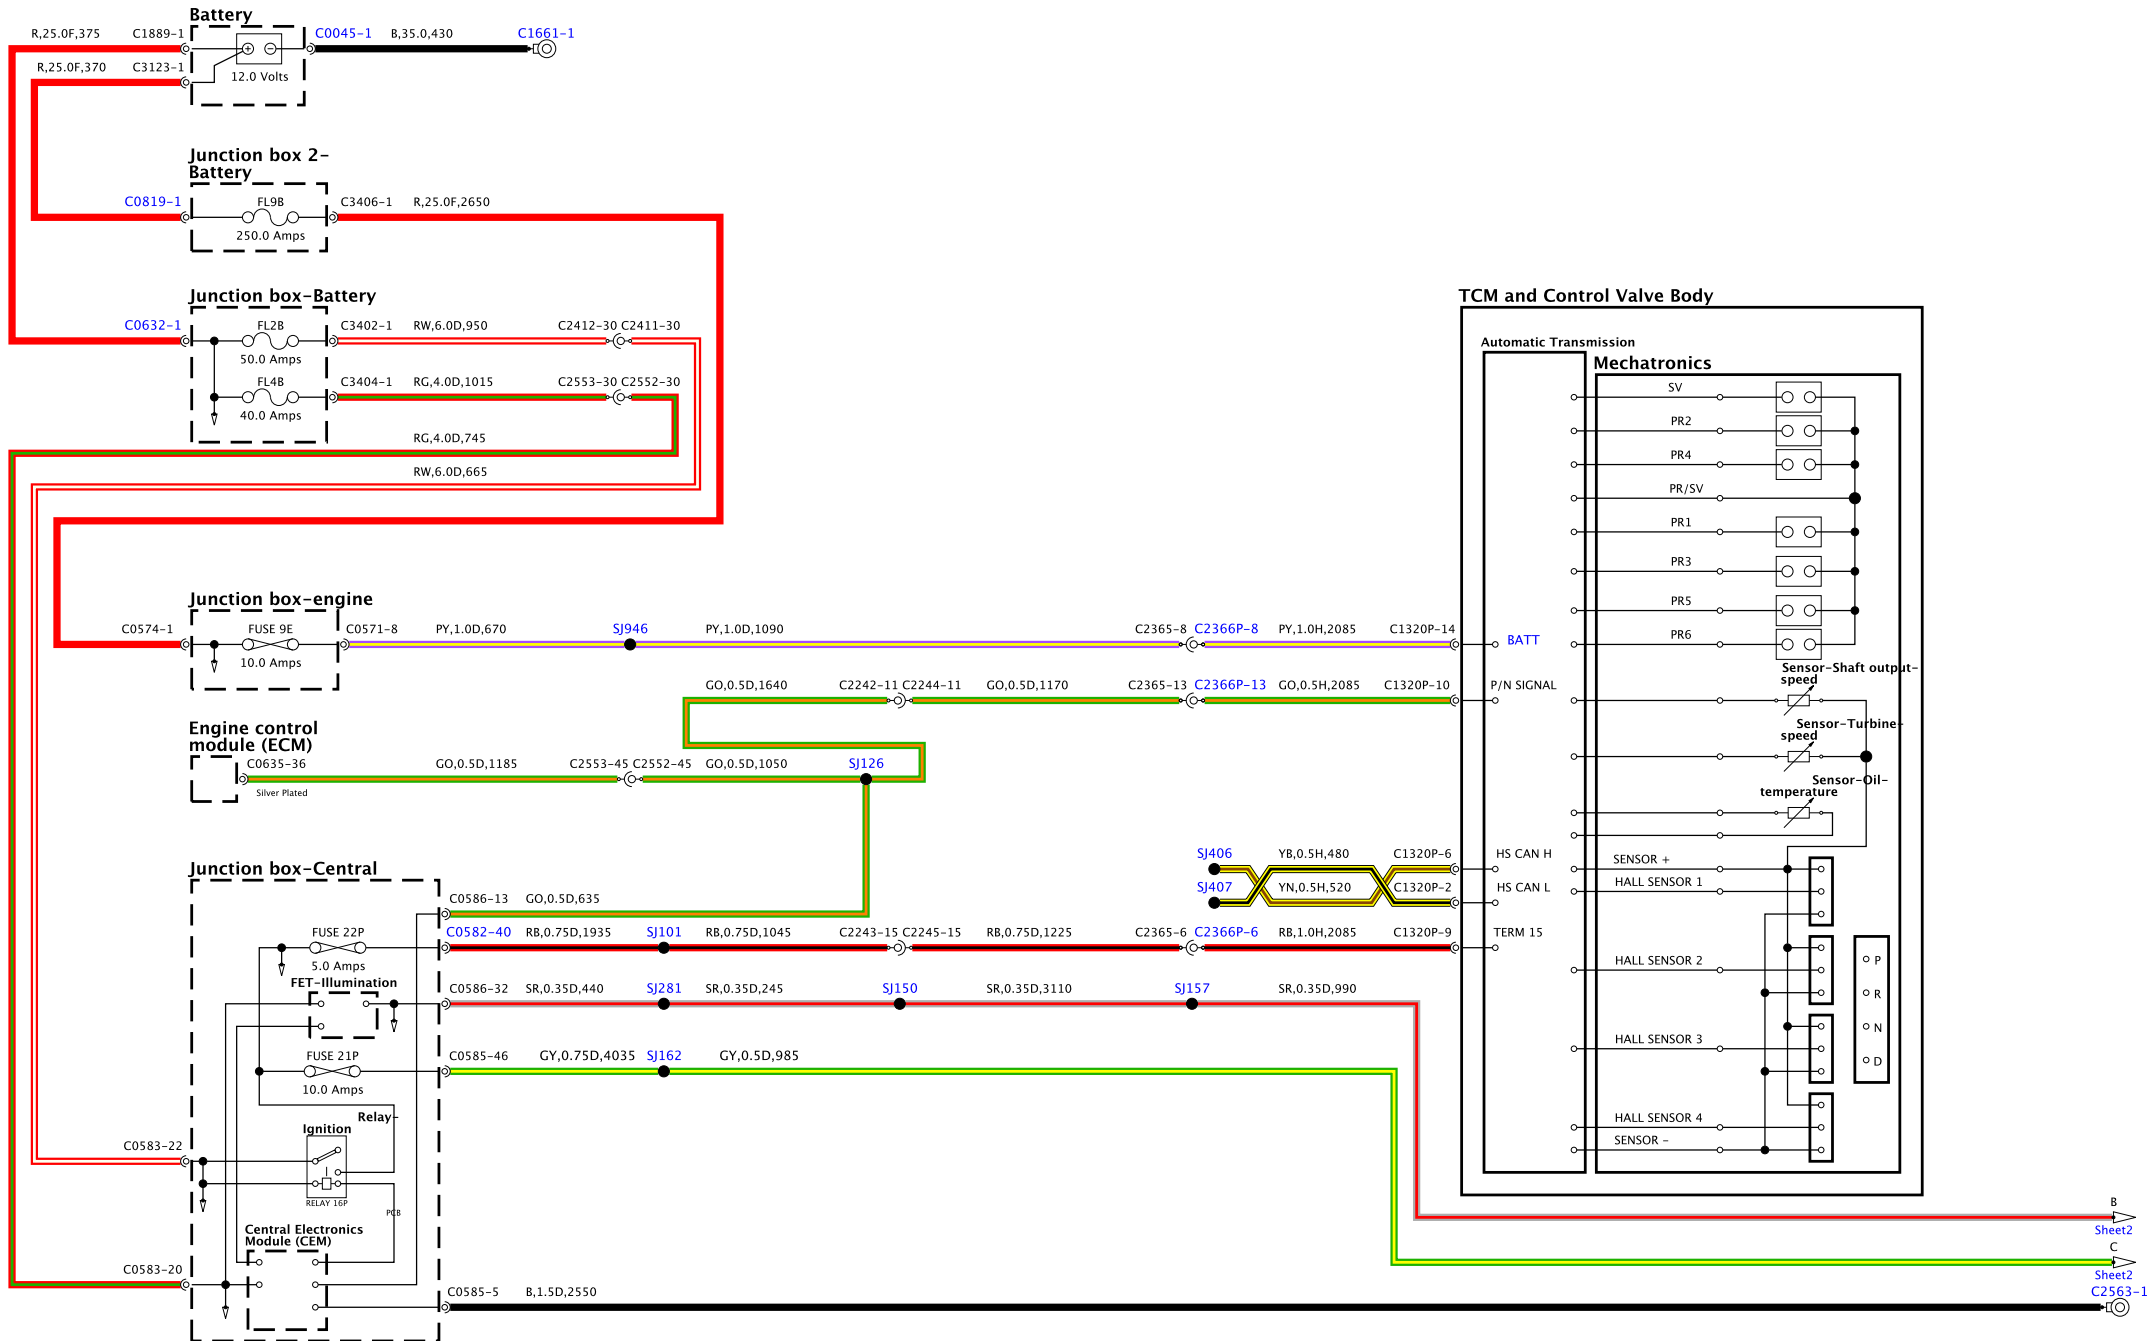 Battery
R,25.0F,375
C1889-1
C0045-1
B,35.0,430
C1661-1
R,25.0F,370
C3123-1
12.0 Volts
Junction box 2-
Battery
C0819-1
FL9B
C3406-1
R,25.0F,2650
250.0 Amps
Junction box-Battery
C0632-1
FL2B
C3402-1
RW,6.0D,950
C2412-30
C2411-30
50.0 Amps
FL4B
C3404-1
RG,4.0D,1015
C2553-30
C2552-30
40.0 Amps
RG,4.0D,745
RW,6.0D,665
Junction box-engine
C0574-1
FUSE 9E
C0571-8
PY,1.0D,670
SJ946
PY,1.0D,1090
C2365-8
C2366P-8
PY,1.0H,2085
C1320P-14
10.0 Amps
GO,0.5D,1640
C2242-11
C2244-11
GO,0.5D,1170
C2365-13
C2366P-13
GO,0.5H,2085
C1320P-10
Engine control
module (ECM)
C0635-36
GO,0.5D,1185
C2553-45
C2552-45
GO,0.5D,1050
SJ126
Silver Plated
Junction box-Central
SJ406
YB,0.5H,480
C1320P-6
SJ407
YN,0.5H,520
C1320P-2
C0586-13
GO,0.5D,635
FUSE 22P
C0582-40
RB,0.75D,1935
SJ101
RB,0.75D,1045
C2243-15
C2245-15
RB,0.75D,1225
C2365-6
C2366P-6
RB,1.0H,2085
C1320P-9
5.0 Amps
FET-Illumination
C0586-32
SR,0.35D,440
SJ281
SR,0.35D,245
SJ150
SR,0.35D,3110
SJ157
SR,0.35D,990
FUSE 21P
C0585-46
GY,0.75D,4035
SJ162
GY,0.5D,985
10.0 Amps
Relay-
Ignition
C0583-22
RELAY 16P
PCB
Central Electronics
Module (CEM)
C0583-20
C0585-5
B,1.5D,2550
TCM and Control Valve Body
Automatic Transmission
Mechatronics
SV
PR2
PR4
PR/SV
PR1
PR3
PR5
PR6
BATT
Sensor-Shaft output-
speed
P/N SIGNAL
Sensor-Turbine-
speed
Sensor-Oil-
temperature
HS CAN H
SENSOR +
HS CAN L
HALL SENSOR 1
TERM 15
HALL SENSOR 2
P
R
N
D
HALL SENSOR 3
HALL SENSOR 4
SENSOR -
B
Sheet2
C
Sheet2
C2563-1